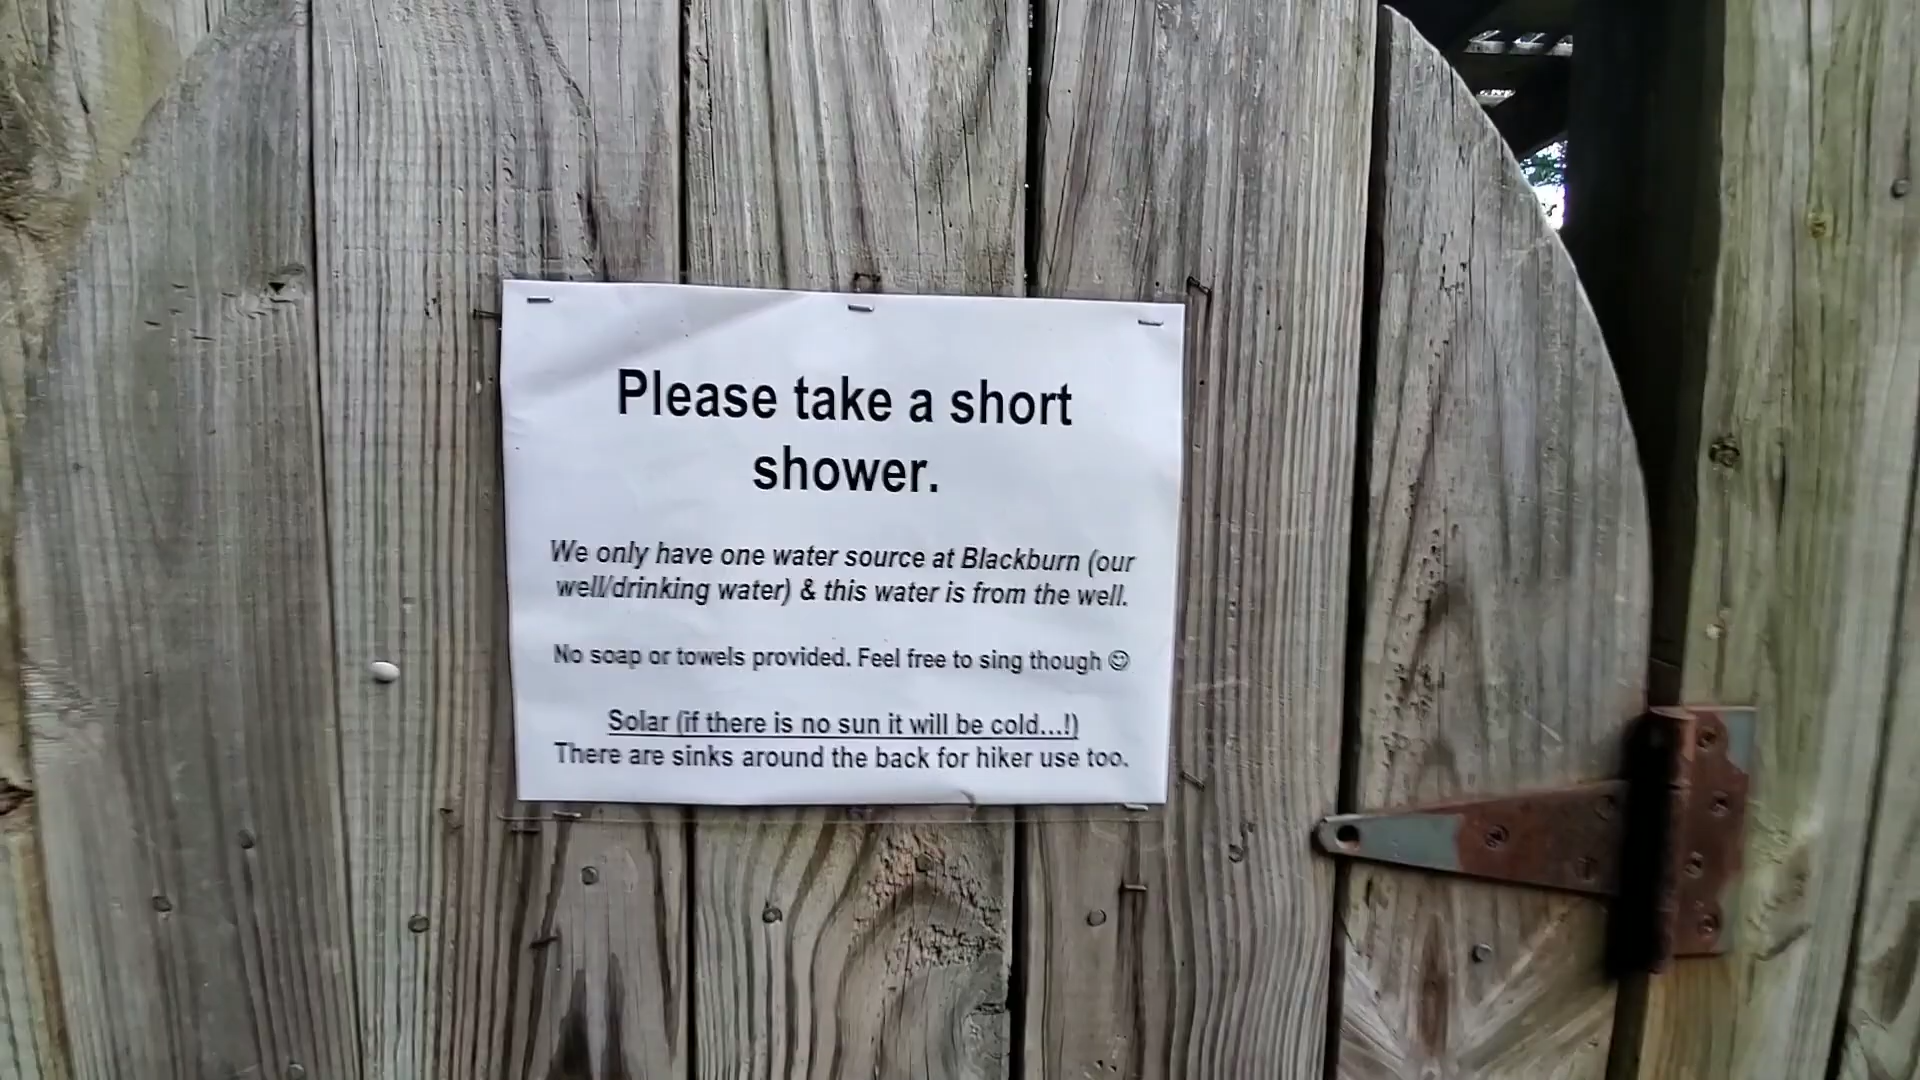 Please take a short
shower.
We only have one water source at Blackburn (our
well/drinking water) & this water is from the well.
No soap or towels provided. Feel free to sing though ☺
Solar (if there is no sun it will be cold...!)
There are sinks around the back for hiker use too.